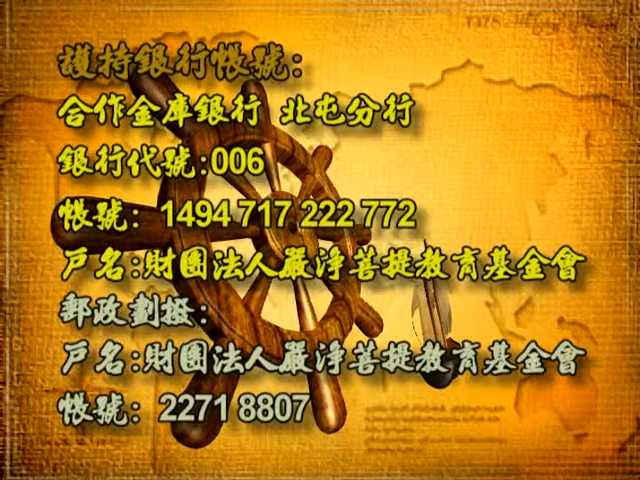 護持銀行帳號:
合作金庫銀行 北屯分行
銀行代號:006
帳號: 1494 717 222 772
戶名:財團法人嚴淨菩提教育基金會
郵政劃撥:
戶名:財團法人嚴淨菩提教育基金會
帳號: 2271 8807